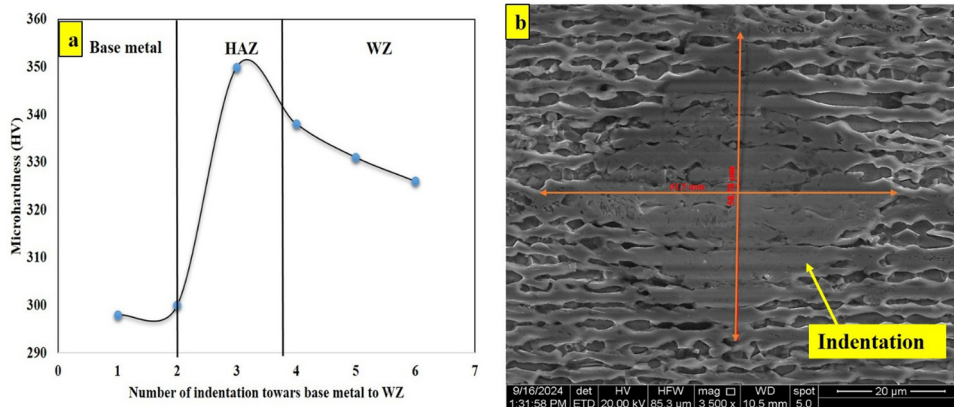 a
Base metal
HAZ
WZ
360
350
340
330
320
310
300
290
0
1
2
3
4
5
6
7
Microhardness (HV)
Number of indentation towars base metal to WZ
b
Indentation
9/16/2024 det HV HFW mag □ WD spot
1:31:58 PM ETD 20.00 kV 85.3 µm 3 500 x 10.5 mm 5.0
20 µm